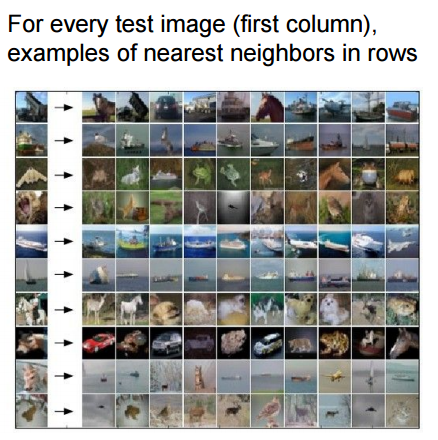 For every test image (first column),
examples of nearest neighbors in rows